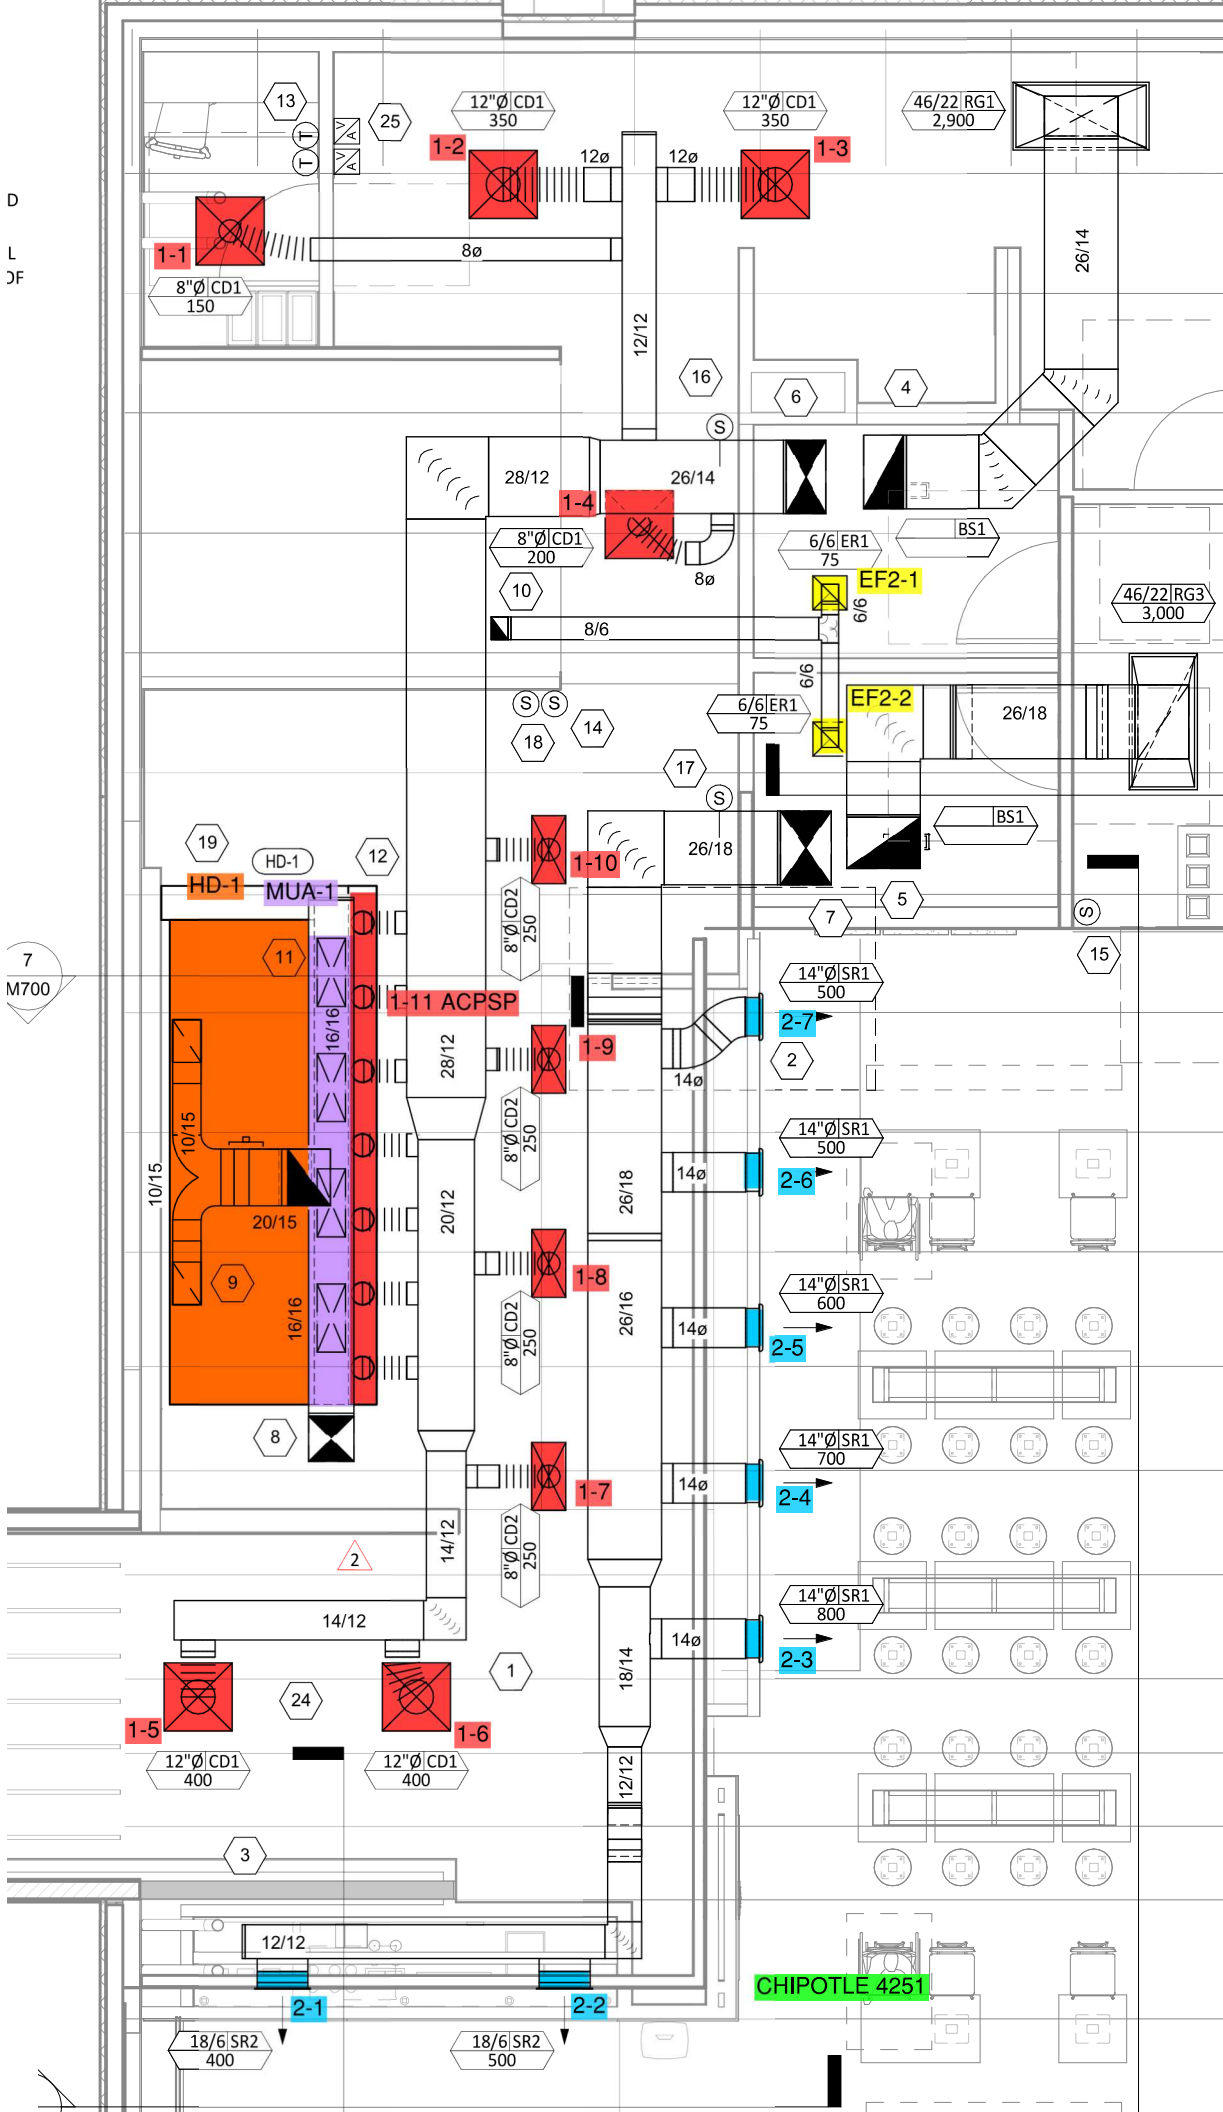 13
25
12"Ø CD1
350
12"Ø CD1
350
46/22 RG1
2,900
T
T
V
A
V
A
1-2
12ø
12ø
1-3
D
L
OF
1-1
8ø
26/14
8"Ø CD1
150
12/12
16
6
4
S
28/12
26/14
1-4
8"Ø CD1
200
8ø
6/6 ER1
75
BS1
10
EF2-1
6/6
46/22 RG3
3,000
8/6
6/6
EF2-2
S S
6/6 ER1
75
26/18
18
14
17
S
BS1
19
HD-1
12
26/18
1-10
HD-1
MUA-1
5
8"Ø CD2
250
7
S
11
15
7
M700
14"Ø SR1
500
1-11 ACPSP
2-7
16/16
28/12
1-9
2
14ø
8"Ø CD2
250
14"Ø SR1
500
10/15
10/15
14ø
2-6
20/15
20/12
26/18
9
1-8
14"Ø SR1
600
16/16
26/16
14ø
2-5
8"Ø CD2
250
8
14"Ø SR1
700
1-7
14ø
2-4
14/12
8"Ø CD2
250
2
14"Ø SR1
800
14/12
14ø
2-3
1
18/14
24
1-5
1-6
12"Ø CD1
400
12"Ø CD1
400
12/12
3
12/12
CHIPOTLE 4251
2-1
2-2
18/6 SR2
400
18/6 SR2
500